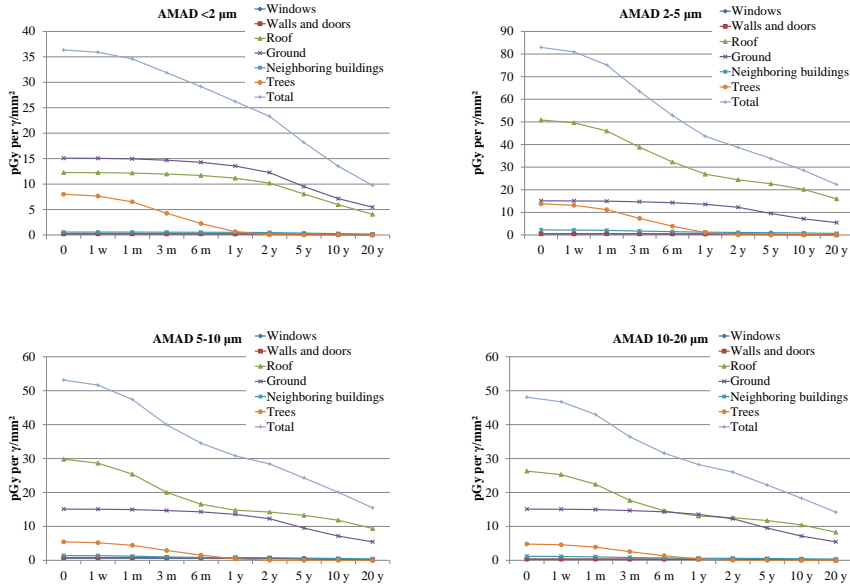 AMAD <2 µm
Windows
Walls and doors
Roof
Ground
Neighboring buildings
Trees
Total
pGy per γ/mm²
40
35
30
25
20
15
10
5
0
0 1 w 1 m 3 m 6 m 1 y 2 y 5 y 10 y 20 y
AMAD 2-5 µm
Windows
Walls and doors
Roof
Ground
Neighboring buildings
Trees
Total
pGy per γ/mm²
90
80
70
60
50
40
30
20
10
0
0 1 w 1 m 3 m 6 m 1 y 2 y 5 y 10 y 20 y
AMAD 5-10 µm
Windows
Walls and doors
Roof
Ground
Neighboring buildings
Trees
Total
pGy per γ/mm²
60
50
40
30
20
10
0
0 1 w 1 m 3 m 6 m 1 y 2 y 5 y 10 y 20 y
AMAD 10-20 µm
Windows
Walls and doors
Roof
Ground
Neighboring buildings
Trees
Total
pGy per γ/mm²
60
50
40
30
20
10
0
0 1 w 1 m 3 m 6 m 1 y 2 y 5 y 10 y 20 y